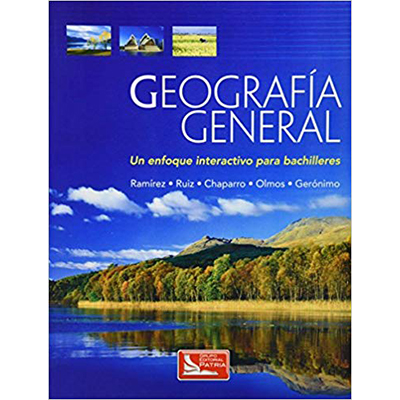 GEOGRAFÍA
GENERAL
Un enfoque interactivo para bachilleres
Ramírez • Ruiz • Chaparro • Olmos • Gerónimo
GRUPO
EDITORIAL
PATRIA